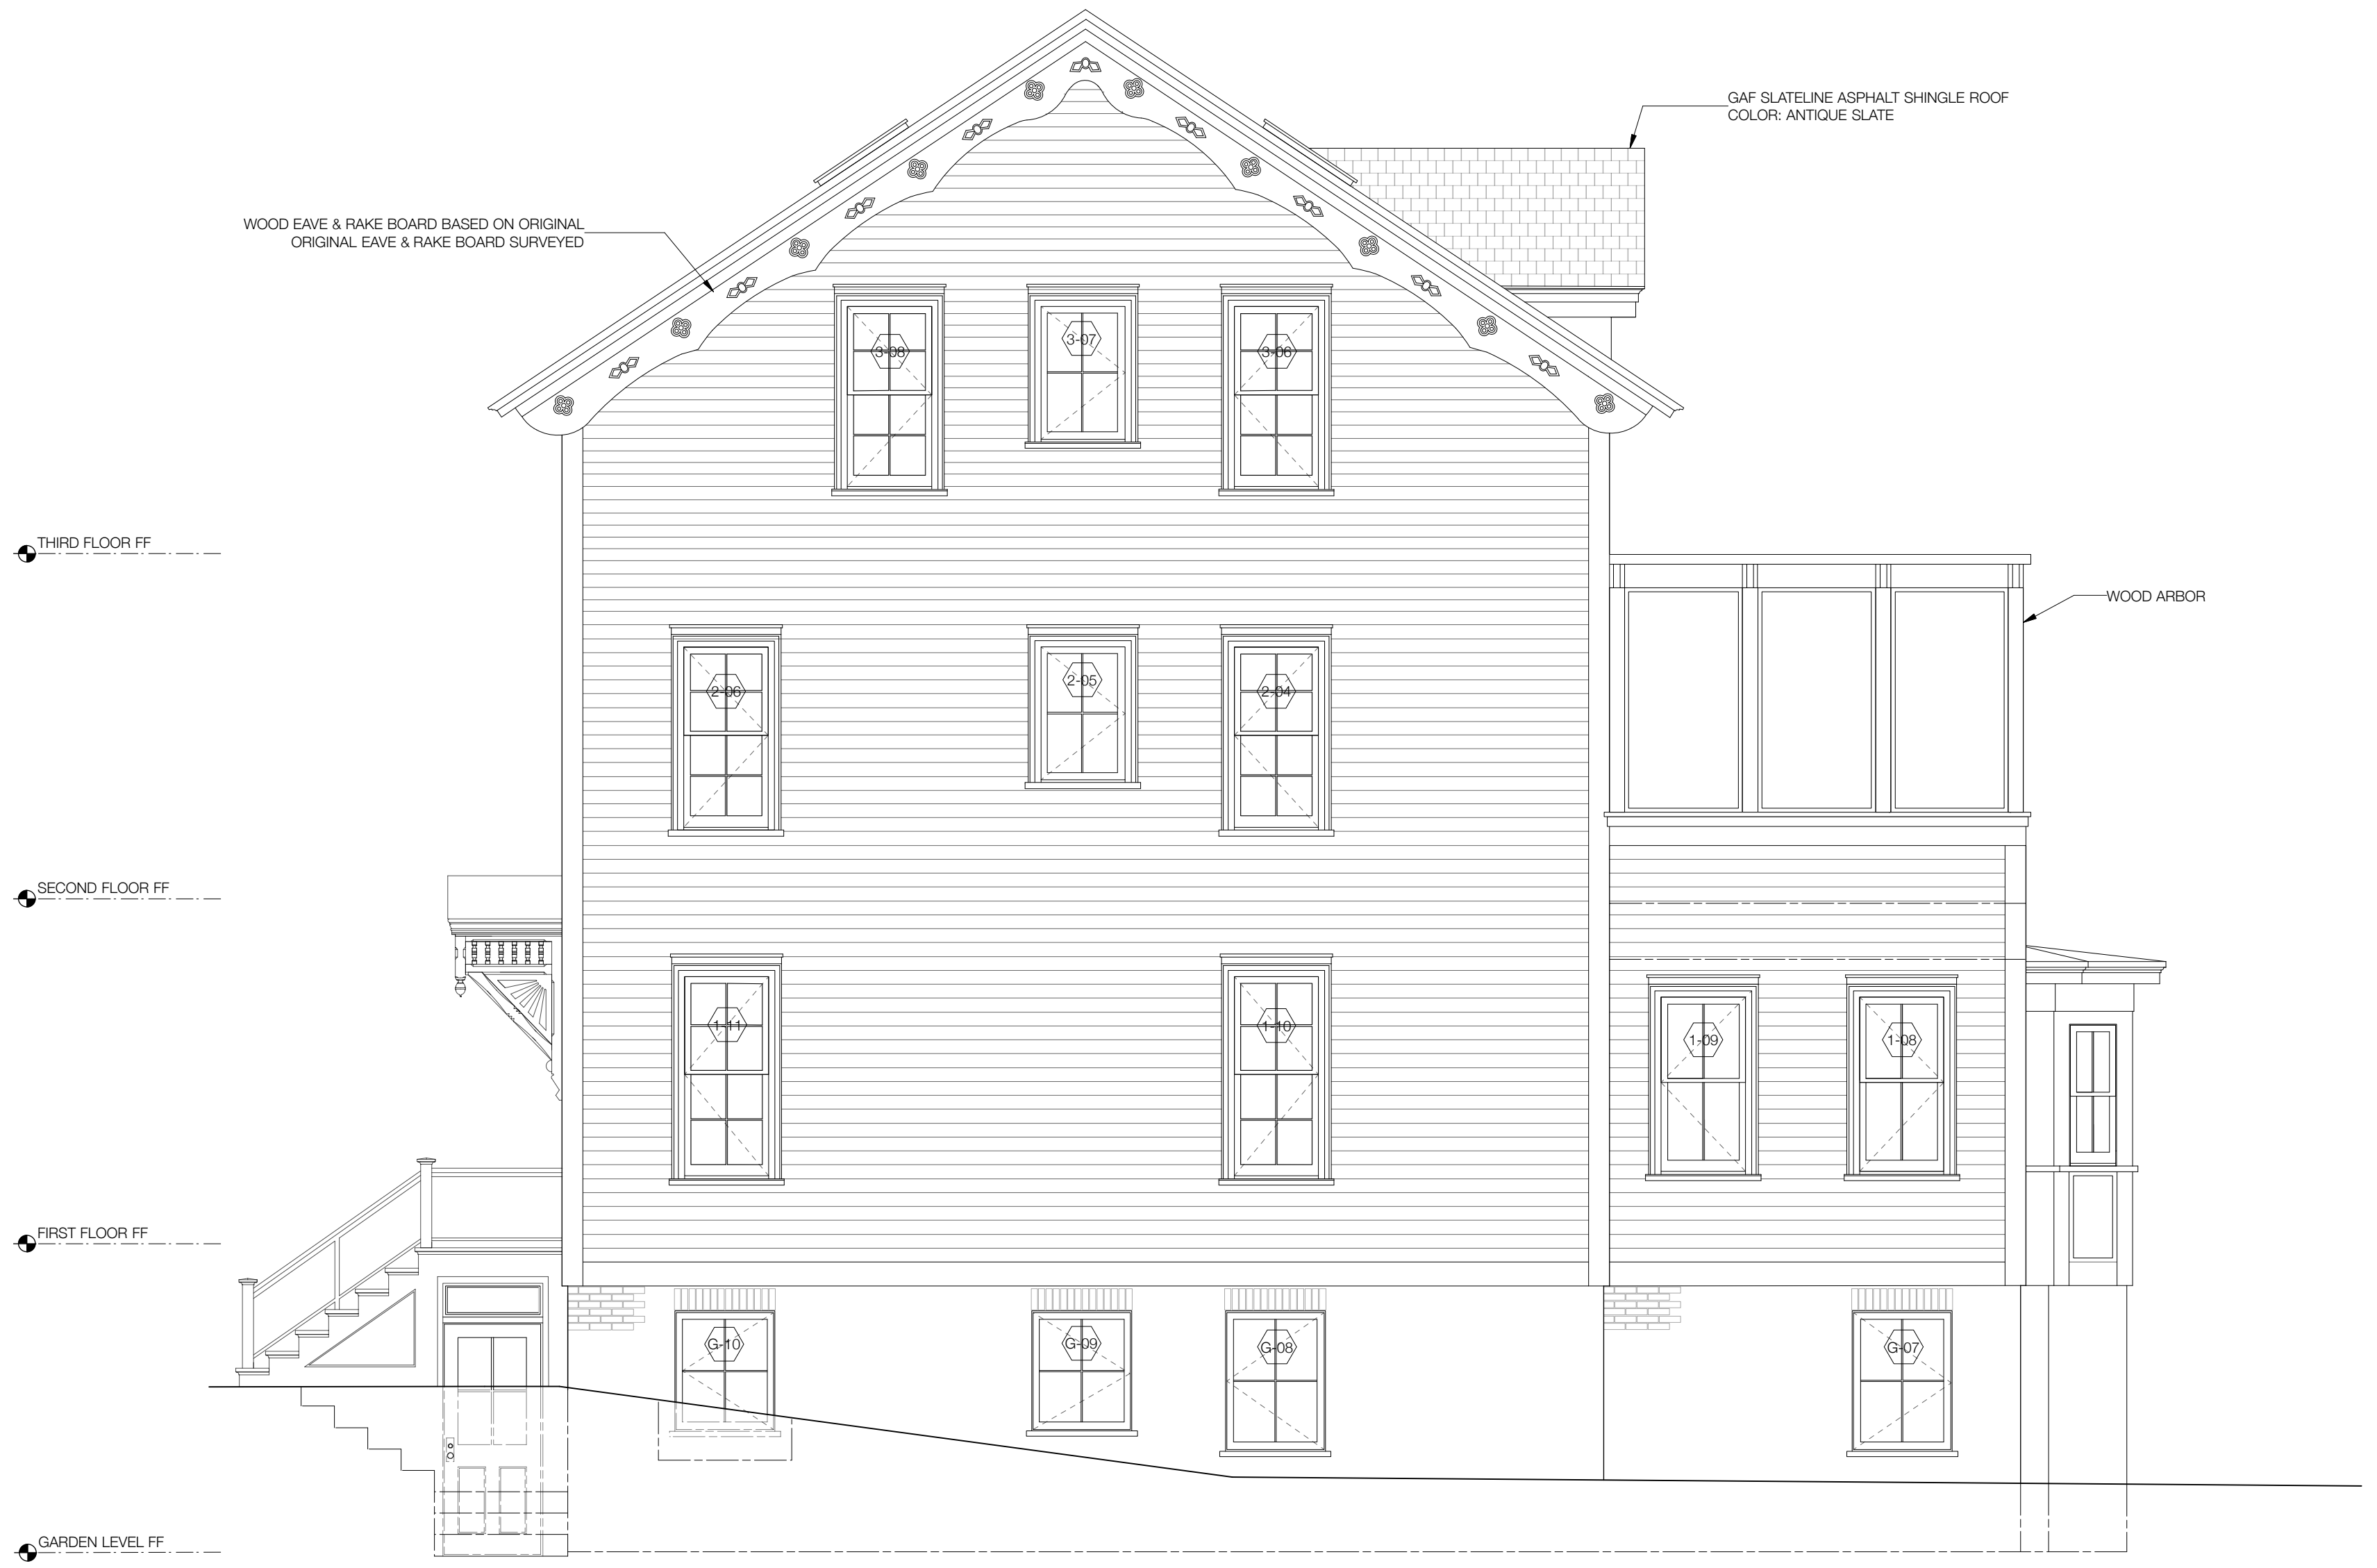 GAF SLATELINE ASPHALT SHINGLE ROOF
COLOR: ANTIQUE SLATE
WOOD EAVE & RAKE BOARD BASED ON ORIGINAL
ORIGINAL EAVE & RAKE BOARD SURVEYED
3-08
3-07
3-06
THIRD FLOOR FF
WOOD ARBOR
2-06
2-05
2-04
SECOND FLOOR FF
1-11
1-10
1-09
1-08
FIRST FLOOR FF
G-10
G-09
G-08
G-07
GARDEN LEVEL FF